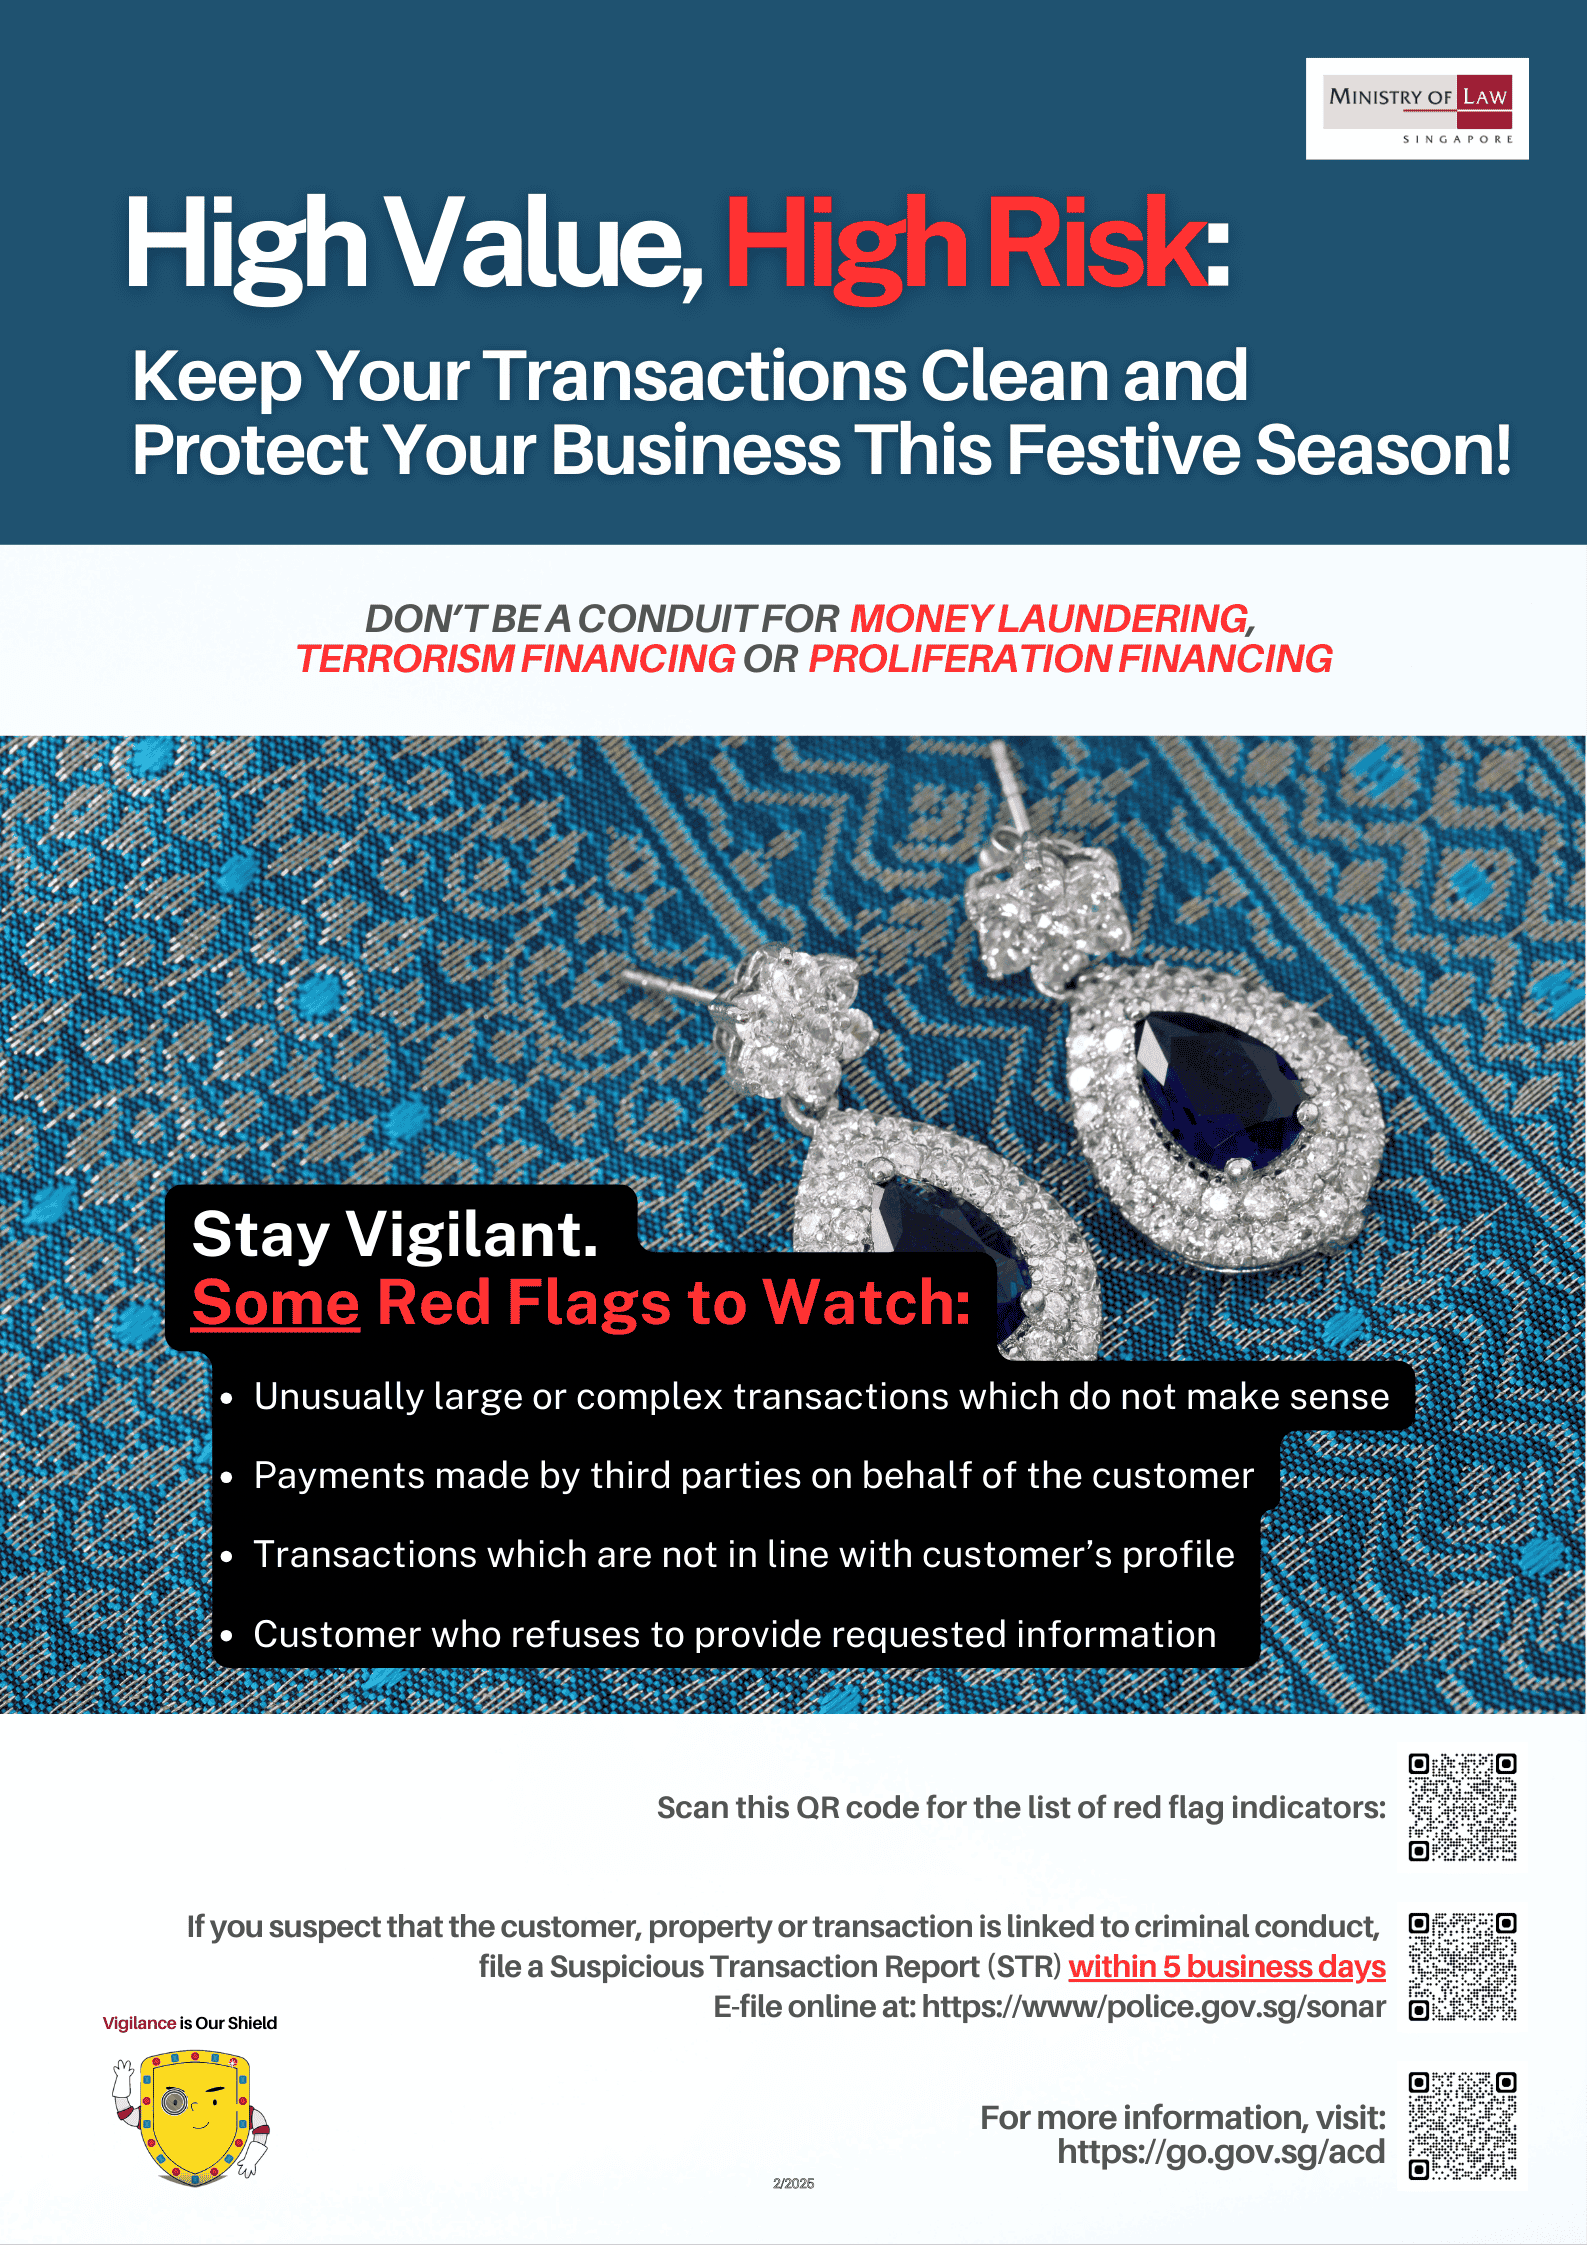 MINISTRY OF LAW
SINGAPORE
High Value, High Risk:
Keep Your Transactions Clean and
Protect Your Business This Festive Season!
DON'T BE A CONDUIT FOR MONEY LAUNDERING,
TERRORISM FINANCING OR PROLIFERATION FINANCING
Stay Vigilant.
Some Red Flags to Watch:
• Unusually large or complex transactions which do not make sense
• Payments made by third parties on behalf of the customer
• Transactions which are not in line with customer's profile
• Customer who refuses to provide requested information
Scan this QR code for the list of red flag indicators:
If you suspect that the customer, property or transaction is linked to criminal conduct,
file a Suspicious Transaction Report (STR) within 5 business days
E-file online at: https://www/police.gov.sg/sonar
Vigilance is Our Shield
For more information, visit:
https://go.gov.sg/acd
2/2025